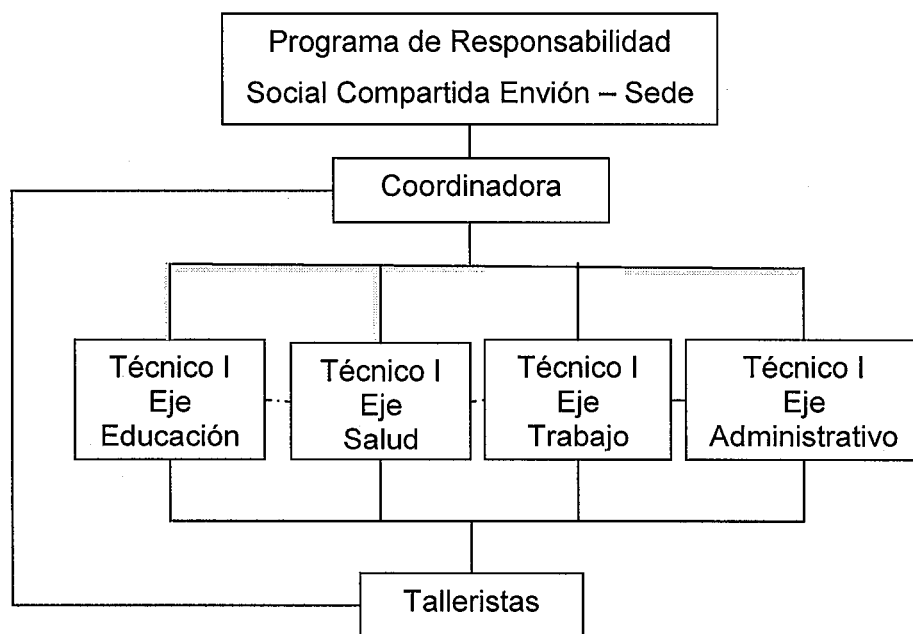 Programa de Responsabilidad
Social Compartida Envión – Sede
Coordinadora
Técnico I
Eje
Educación
Técnico I
Eje
Salud
Técnico I
Eje
Trabajo
Técnico I
Eje
Administrativo
Talleristas